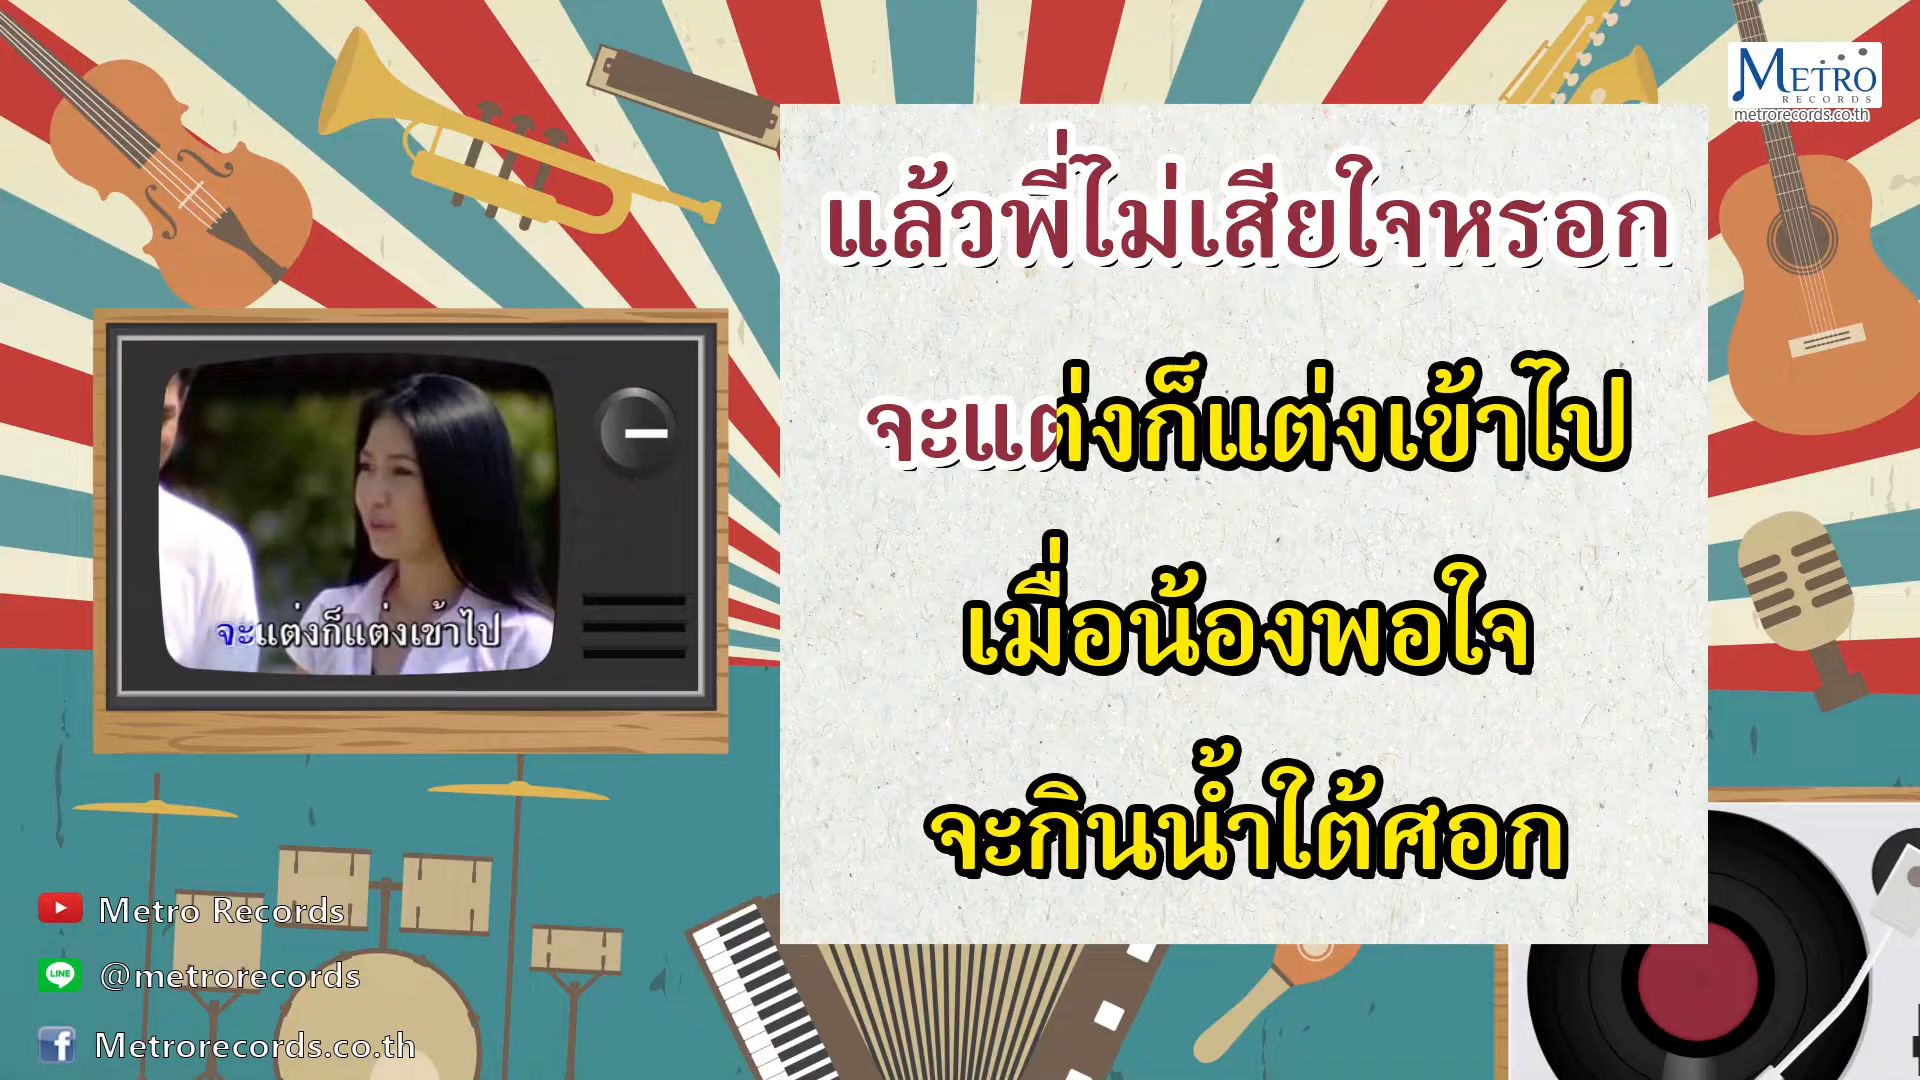 METRO
RECORDS
metrorecords.co.th
แล้วพี่ไม่เสียใจหรอก
จะแต่งก็แต่งเข้าไป
เมื่อน้องพอใจ
จะกินน้ำใต้ศอก
จะแต่งก็แต่งเข้าไป
Metro Records
LINE
@metrorecords
f
Metrorecords.co.th